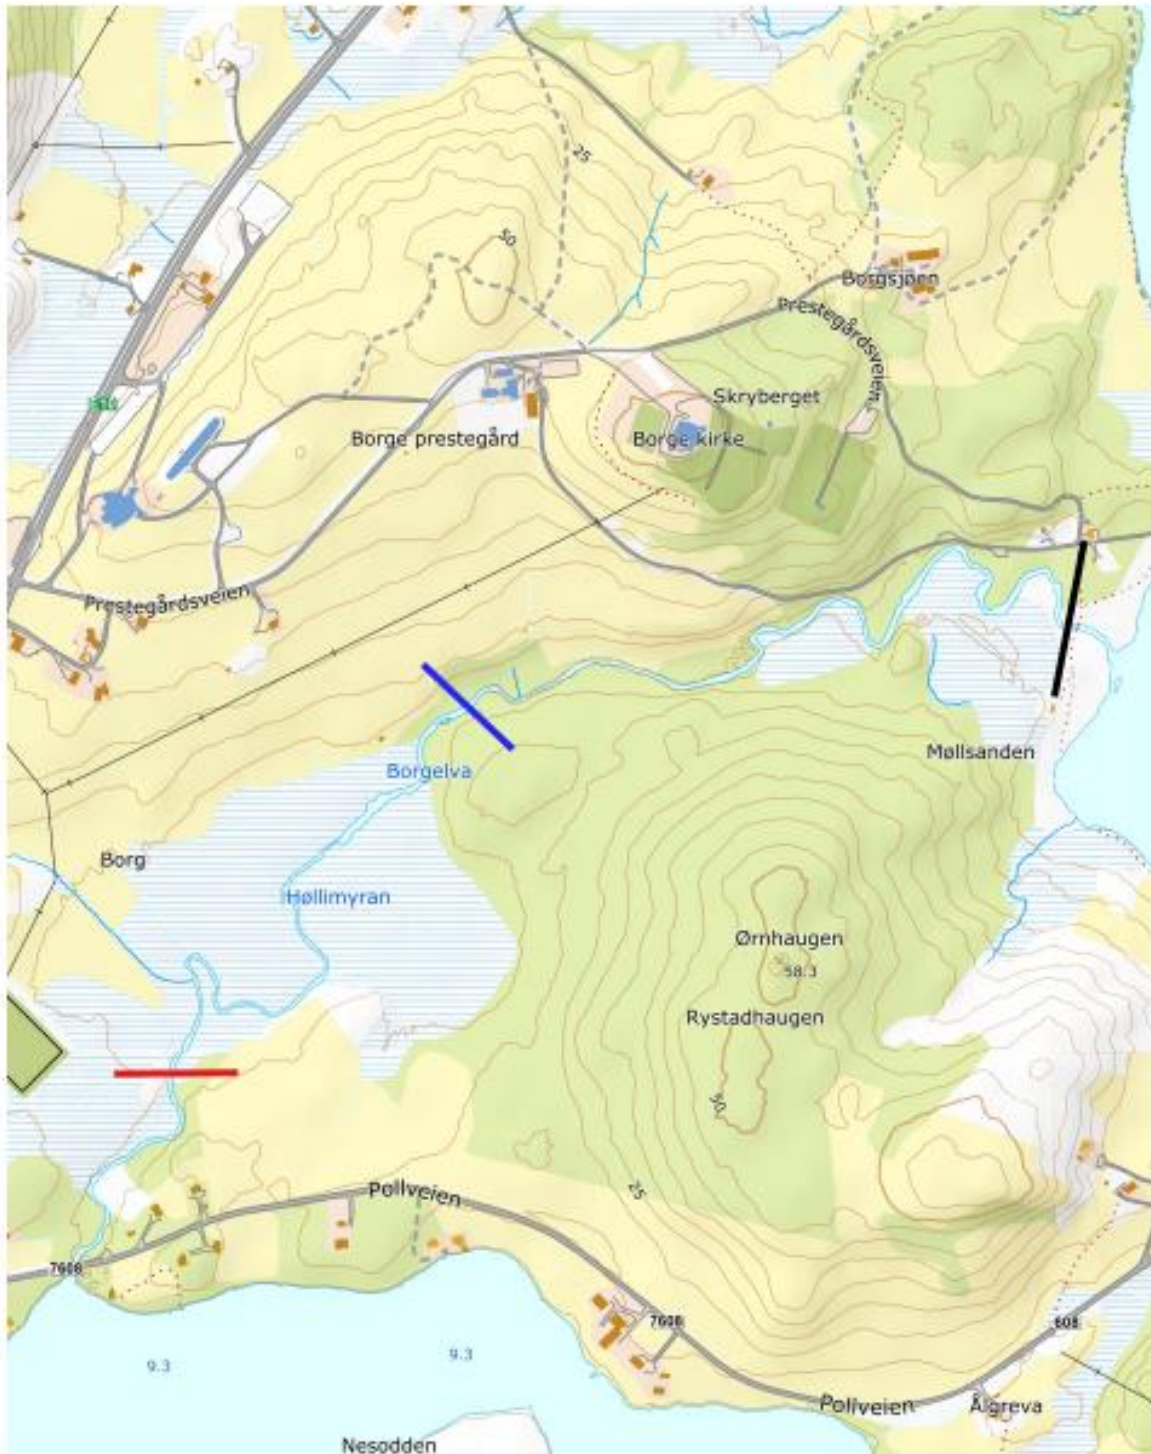 25
50
Borgsjøen
Prestegårdsveien
Skryberget
Borge prestegård
Borge kirke
Prestegårdsveien
Møllsanden
Borgelva
Borg
Høllimyran
Ørnhaugen
58.3
Rystadhaugen
50
25
Pollveien
7608
7608
608
9.3
9.3
Pollveien
Ålgreva
Nesodden